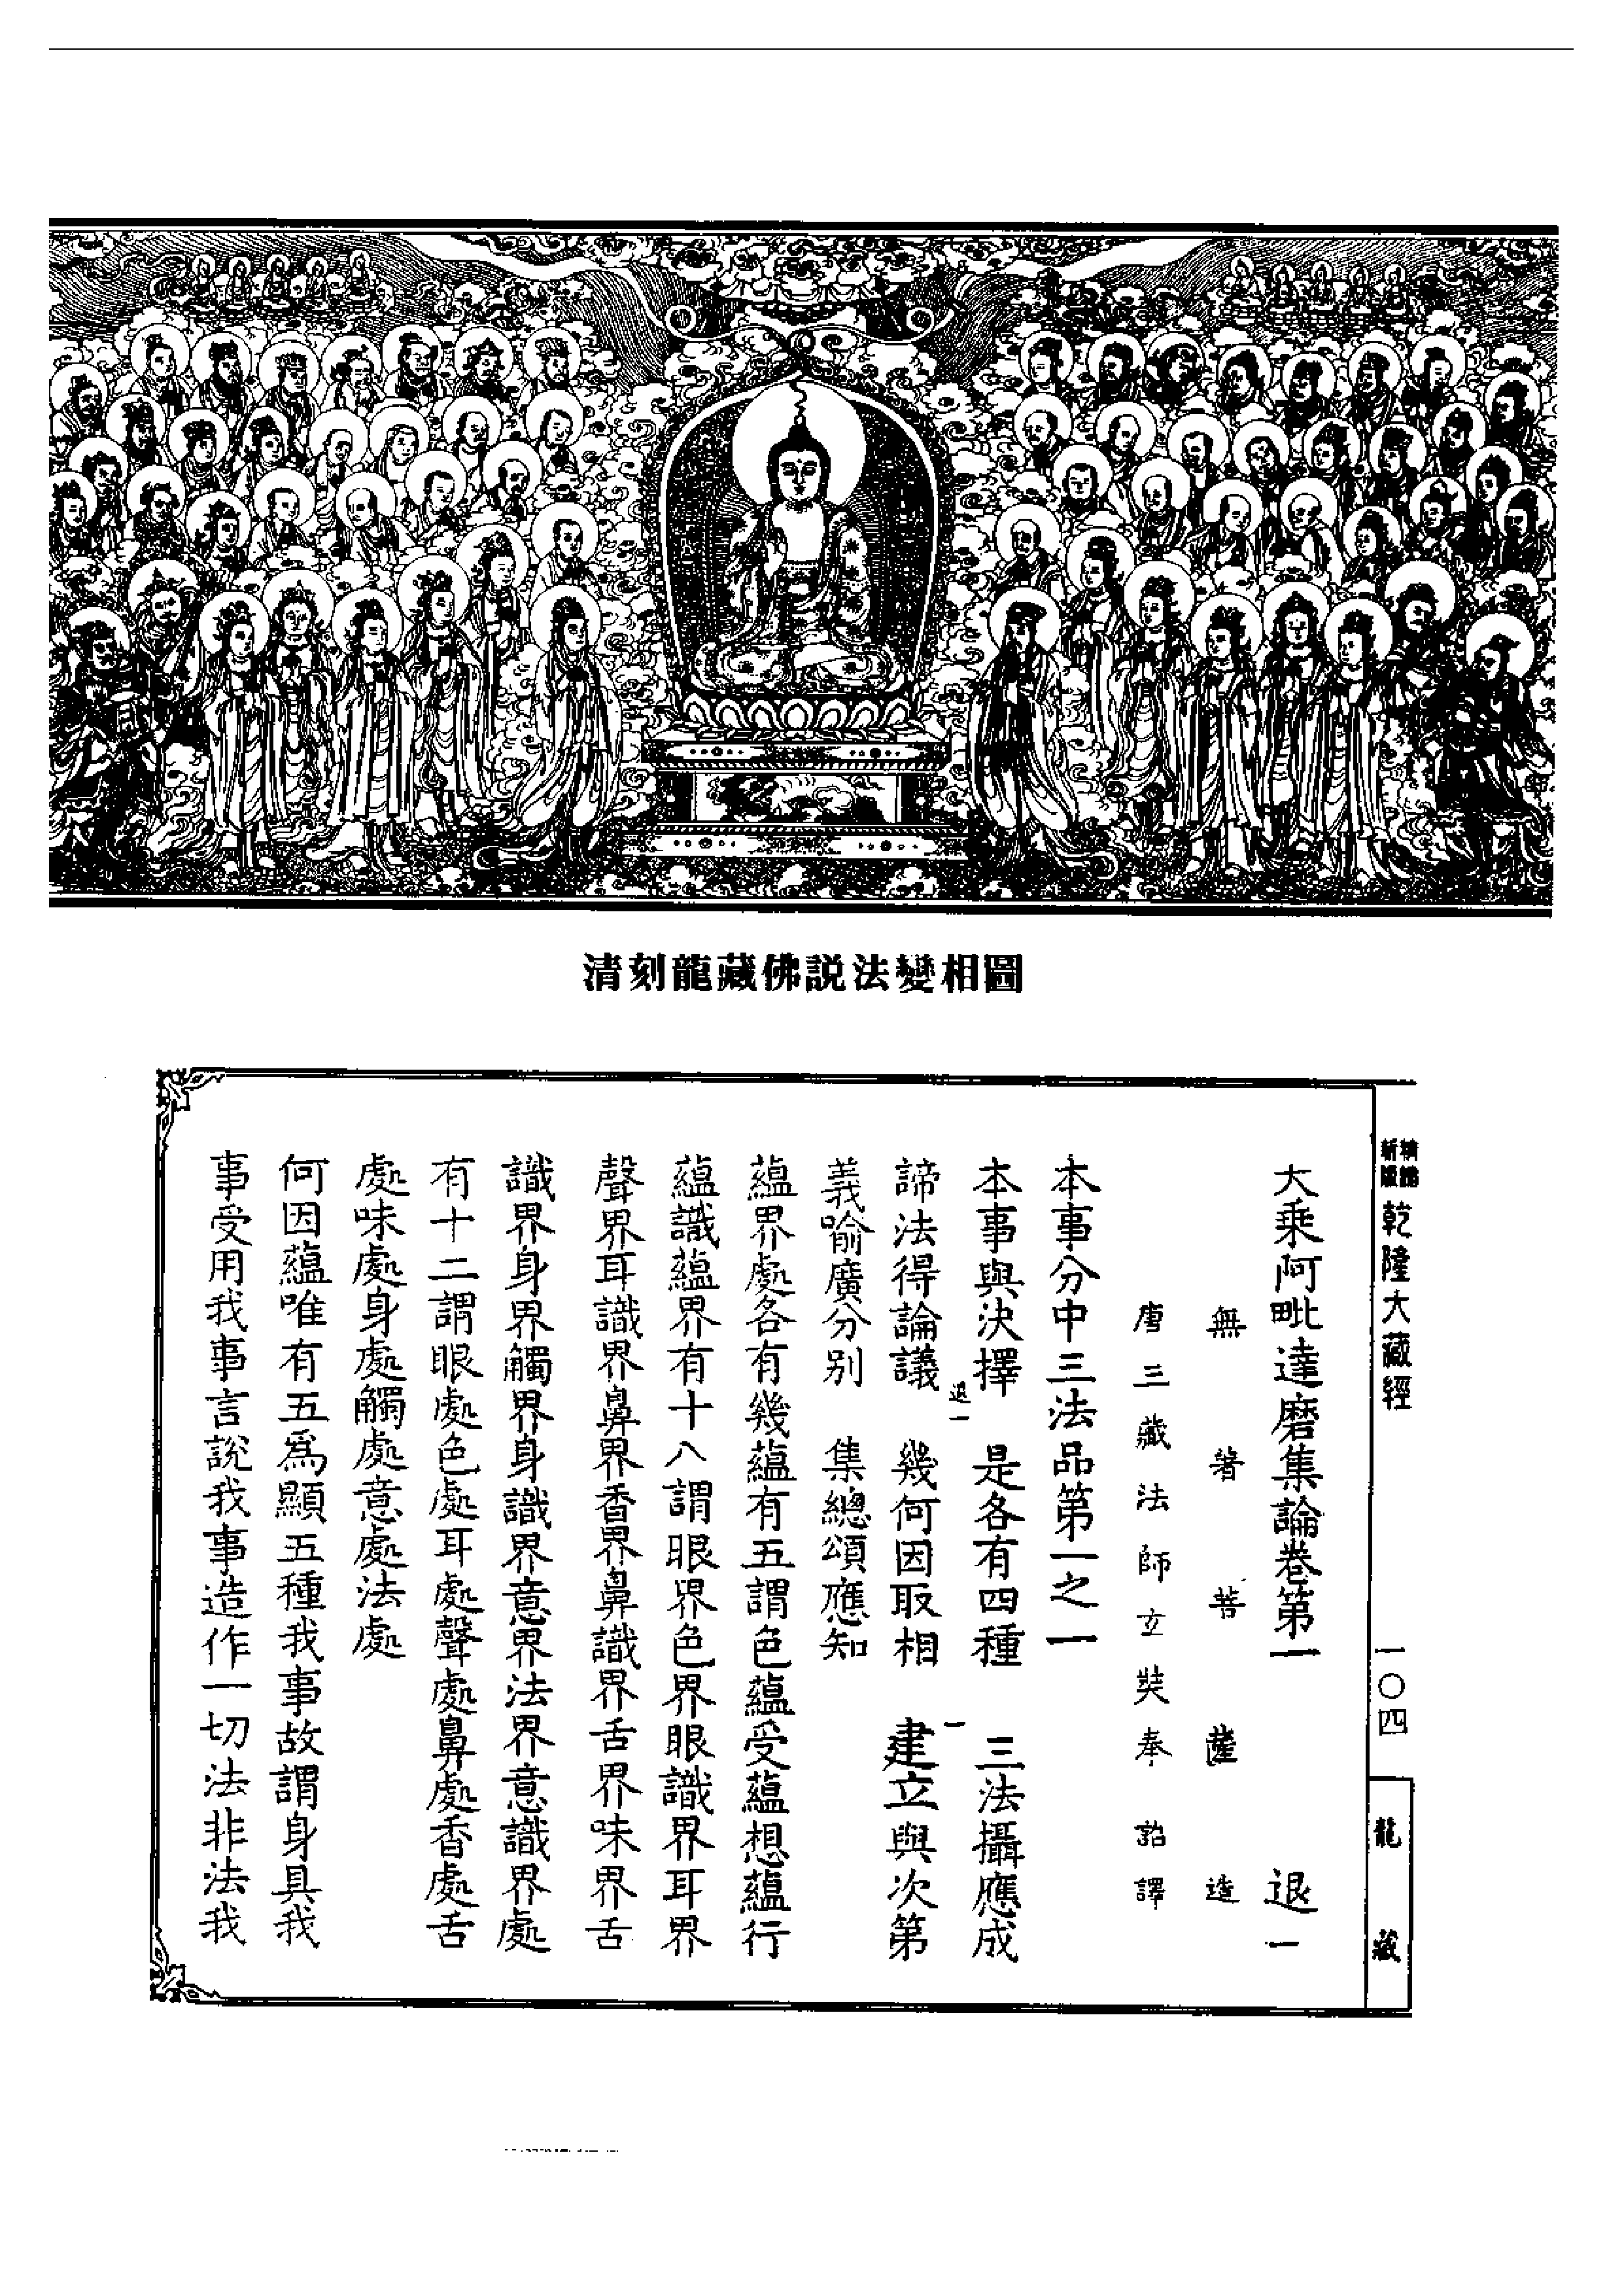 清刻龍藏佛説法變相圖
新版
精縮
乾隆大藏經
一〇四
龍藏
大乘阿毗達磨集論卷第一 退一
無著菩薩造
唐三藏法師玄奘奉詔譯
本事分中三法品第一之一
本事與決擇 是各有四種 三法攝應成
退一 一
諦法得論議 幾何因取相 建立與次第
義喻廣分别 集總頌應知
蘊界處各有幾蘊有五謂色蘊受蘊想蘊行
蘊識蘊界有十八謂眼界色界眼識界耳界
聲界耳識界鼻界香界鼻識界舌界味界舌
識界身界觸界身識界意界法界意識界處
有十二謂眼處色處耳處聲處鼻處香處舌
處味處身處觸處意處法處
何因蘊唯有五爲顯五種我事故謂身具我
事受用我事言說我事造作一切法非法我